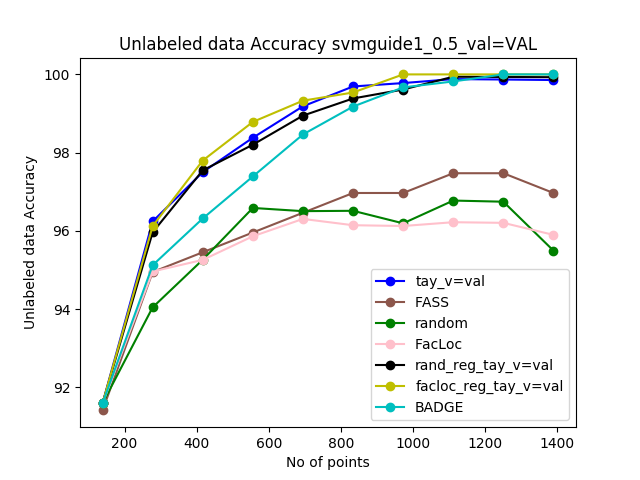 Unlabeled data Accuracy svmguide1_0.5_val=VAL
100
98
96
94
92
Unlabeled data Accuracy
200 400 600 800 1000 1200 1400
No of points
tay_v=val
FASS
random
FacLoc
rand_reg_tay_v=val
facloc_reg_tay_v=val
BADGE